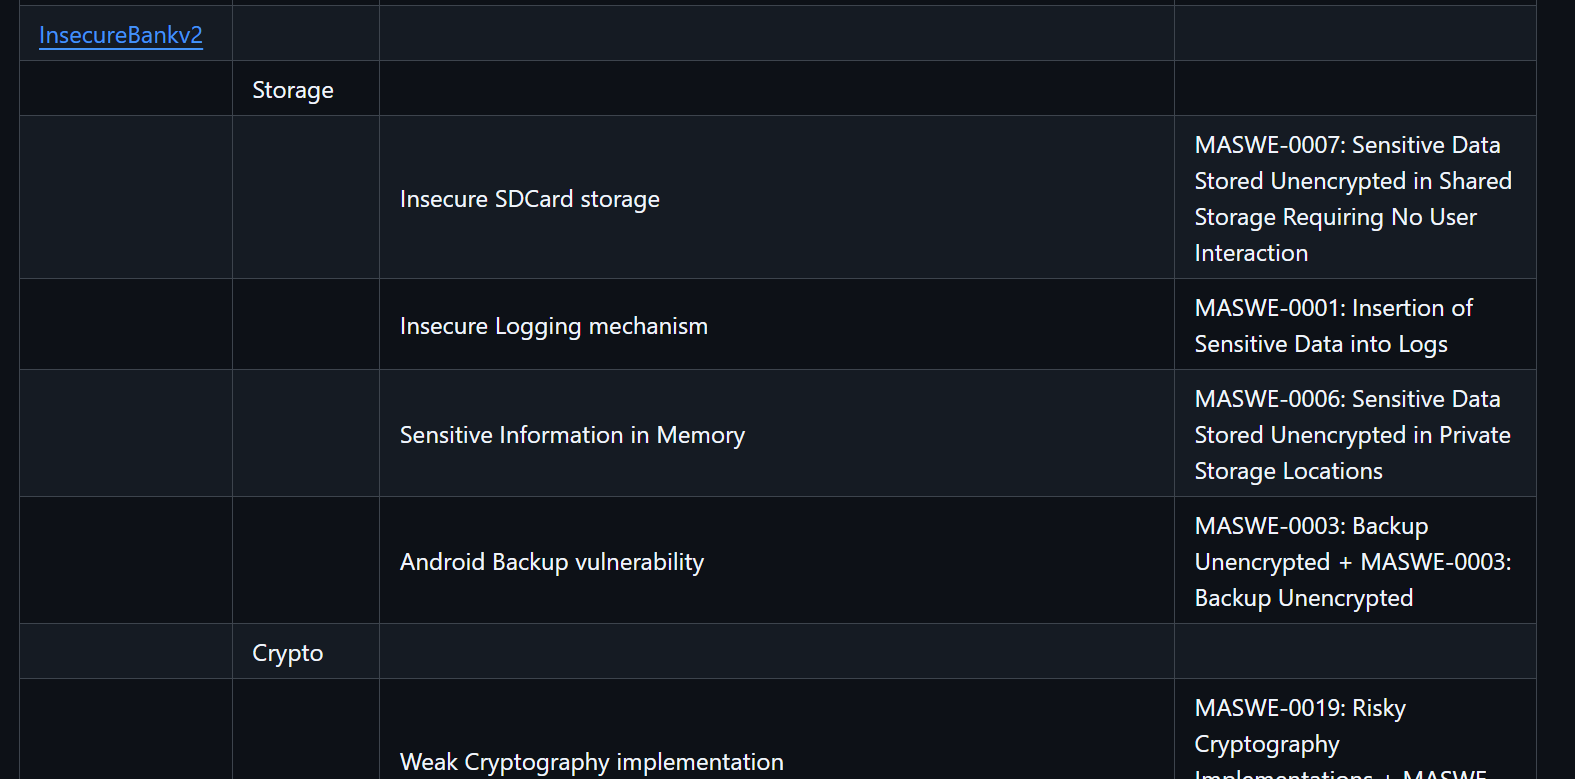 InsecureBankv2
Storage
Insecure SDCard storage
MASWE-0007: Sensitive Data
Stored Unencrypted in Shared
Storage Requiring No User
Interaction
Insecure Logging mechanism
MASWE-0001: Insertion of
Sensitive Data into Logs
Sensitive Information in Memory
MASWE-0006: Sensitive Data
Stored Unencrypted in Private
Storage Locations
Android Backup vulnerability
MASWE-0003: Backup
Unencrypted + MASWE-0003:
Backup Unencrypted
Crypto
Weak Cryptography implementation
MASWE-0019: Risky
Cryptography
Implementations + MASWE-